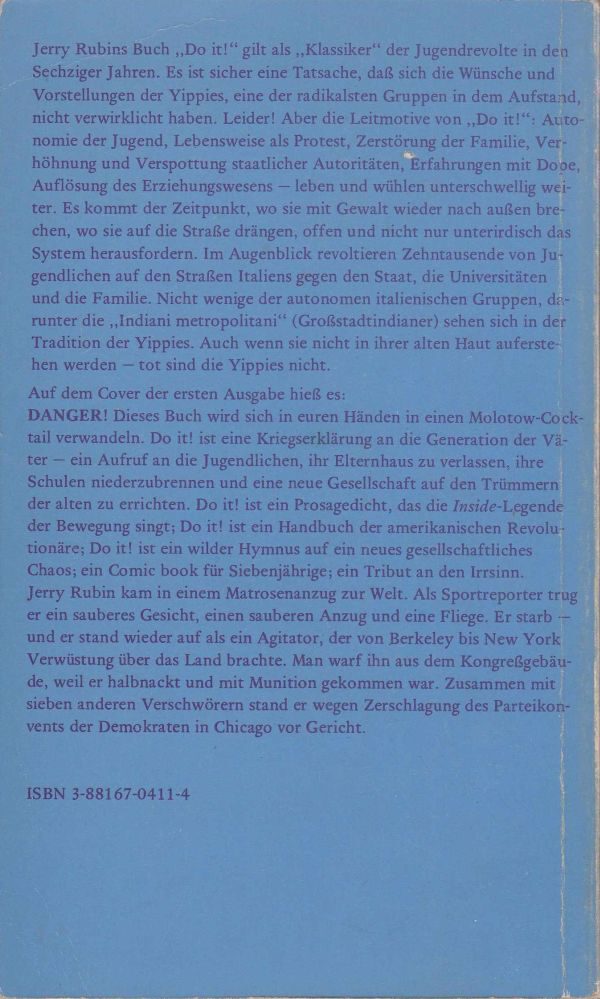 Jerry Rubins Buch „Do it!“ gilt als „Klassiker“ der Jugendrevolte in den
Sechziger Jahren. Es ist sicher eine Tatsache, daß sich die Wünsche und
Vorstellungen der Yippies, eine der radikalsten Gruppen in dem Aufstand,
nicht verwirklicht haben. Leider! Aber die Leitmotive von „Do it!“: Auto-
nomie der Jugend, Lebensweise als Protest, Zerstörung der Familie, Ver-
höhnung und Verspottung staatlicher Autoritäten, Erfahrungen mit Dope,
Auflösung des Erziehungswesens – leben und wühlen unterschwellig wei-
ter. Es kommt der Zeitpunkt, wo sie mit Gewalt wieder nach außen bre-
chen, wo sie auf die Straße drängen, offen und nicht nur unterirdisch das
System herausfordern. Im Augenblick revoltieren Zehntausende von Ju-
gendlichen auf den Straßen Italiens gegen den Staat, die Universitäten
und die Familie. Nicht wenige der autonomen italienischen Gruppen, da-
runter die „Indiani metropolitani“ (Großstadtindianer) sehen sich in der
Tradition der Yippies. Auch wenn sie nicht in ihrer alten Haut auferste-
hen werden – tot sind die Yippies nicht.
Auf dem Cover der ersten Ausgabe hieß es:
DANGER! Dieses Buch wird sich in euren Händen in einen Molotow-Cock-
tail verwandeln. Do it! ist eine Kriegserklärung an die Generation der Vä-
ter – ein Aufruf an die Jugendlichen, ihr Elternhaus zu verlassen, ihre
Schulen niederzubrennen und eine neue Gesellschaft auf den Trümmern
der alten zu errichten. Do it! ist ein Prosagedicht, das die Inside-Legende
der Bewegung singt; Do it! ist ein Handbuch der amerikanischen Revolu-
tionäre; Do it! ist ein wilder Hymnus auf ein neues gesellschaftliches
Chaos; ein Comic book für Siebenjährige; ein Tribut an den Irrsinn.
Jerry Rubin kam in einem Matrosenanzug zur Welt. Als Sportreporter trug
er ein sauberes Gesicht, einen sauberen Anzug und eine Fliege. Er starb –
und er stand wieder auf als ein Agitator, der von Berkeley bis New York
Verwüstung über das Land brachte. Man warf ihn aus dem Kongreßgebäu-
de, weil er halbnackt und mit Munition gekommen war. Zusammen mit
sieben anderen Verschwörern stand er wegen Zerschlagung des Parteikon-
vents der Demokraten in Chicago vor Gericht.
ISBN 3-88167-0411-4